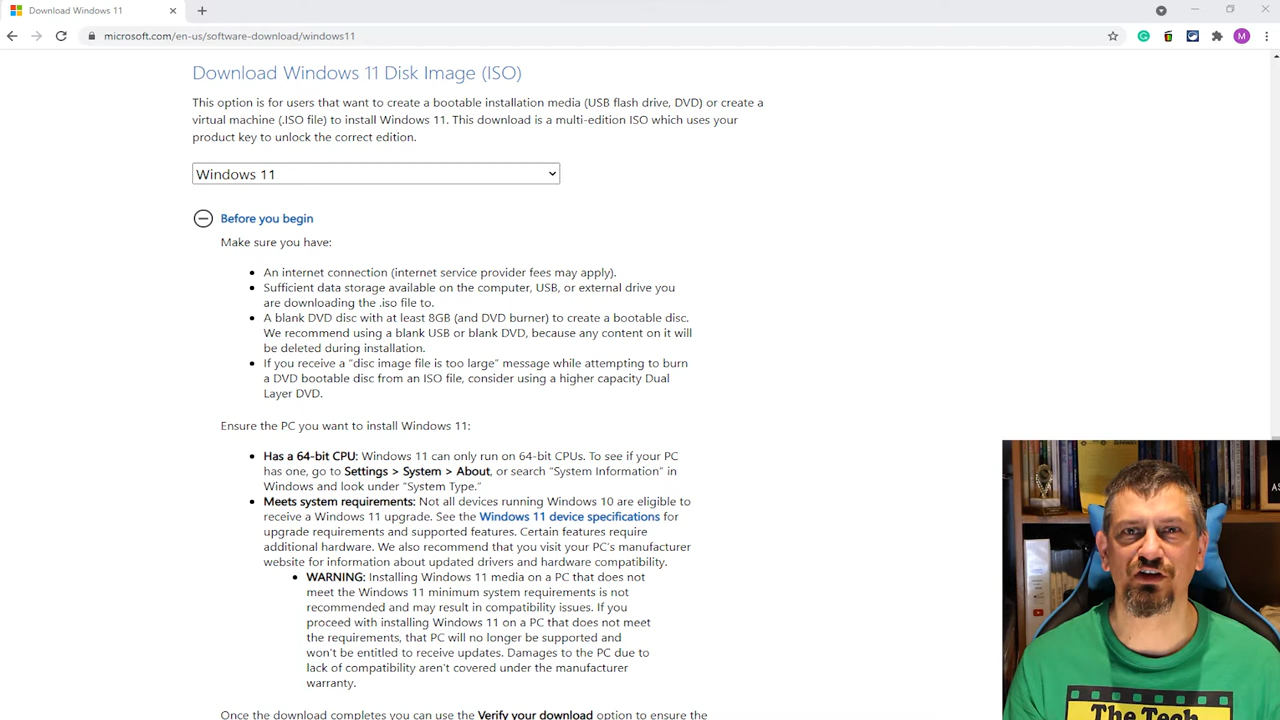 Download Windows 11
microsoft.com/en-us/software-download/windows11
M
Download Windows 11 Disk Image (ISO)
This option is for users that want to create a bootable installation media (USB flash drive, DVD) or create a
virtual machine (.ISO file) to install Windows 11. This download is a multi-edition ISO which uses your
product key to unlock the correct edition.
Windows 11
Before you begin
Make sure you have:
An internet connection (internet service provider fees may apply).
Sufficient data storage available on the computer, USB, or external drive you
are downloading the .iso file to.
A blank DVD disc with at least 8GB (and DVD burner) to create a bootable disc.
We recommend using a blank USB or blank DVD, because any content on it will
be deleted during installation.
If you receive a “disc image file is too large” message while attempting to burn
a DVD bootable disc from an ISO file, consider using a higher capacity Dual
Layer DVD.
Ensure the PC you want to install Windows 11:
Has a 64-bit CPU: Windows 11 can only run on 64-bit CPUs. To see if your PC
has one, go to Settings > System > About, or search “System Information” in
Windows and look under “System Type.”
Meets system requirements: Not all devices running Windows 10 are eligible to
receive a Windows 11 upgrade. See the Windows 11 device specifications for
upgrade requirements and supported features. Certain features require
additional hardware. We also recommend that you visit your PC’s manufacturer
website for information about updated drivers and hardware compatibility.
WARNING: Installing Windows 11 media on a PC that does not
meet the Windows 11 minimum system requirements is not
recommended and may result in compatibility issues. If you
proceed with installing Windows 11 on a PC that does not meet
the requirements, that PC will no longer be supported and
won't be entitled to receive updates. Damages to the PC due to
lack of compatibility aren't covered under the manufacturer
warranty.
Once the download completes you can use the Verify your download option to ensure the
The Tech